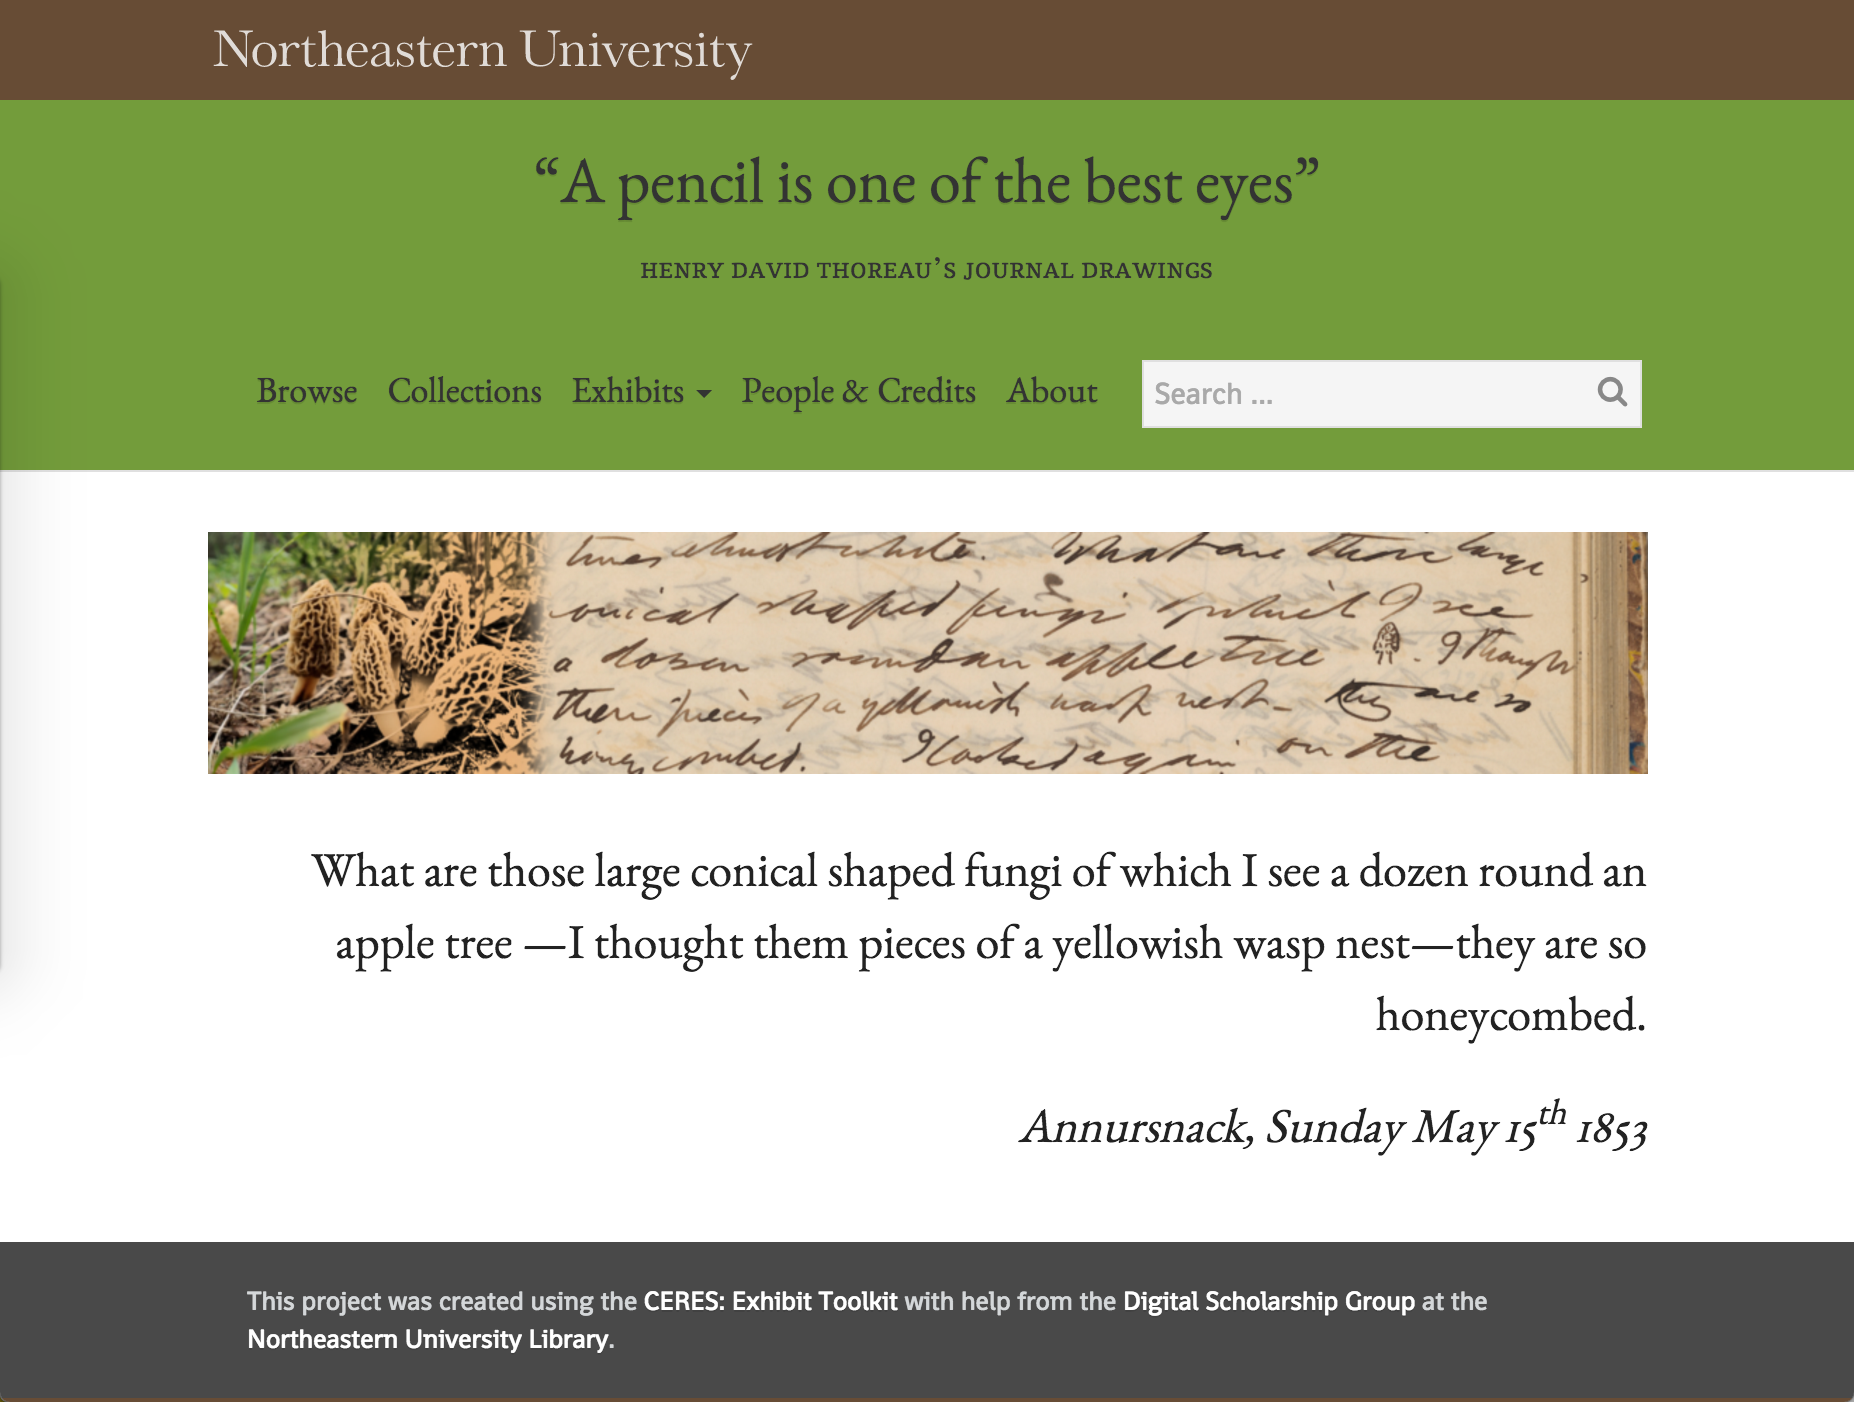 Northeastern University
“A pencil is one of the best eyes”
HENRY DAVID THOREAU’S JOURNAL DRAWINGS
Browse Collections Exhibits People & Credits About Search ...
times almost white. What are those large
conical shaped fungi of which I see
a dozen round an apple tree . I thought
them pieces of a yellowish wasp nest— they are so
honeycombed. I looked again on the
What are those large conical shaped fungi of which I see a dozen round an
apple tree —I thought them pieces of a yellowish wasp nest—they are so
honeycombed.
Annursnack, Sunday May 15th 1853
This project was created using the CERES: Exhibit Toolkit with help from the Digital Scholarship Group at the
Northeastern University Library.